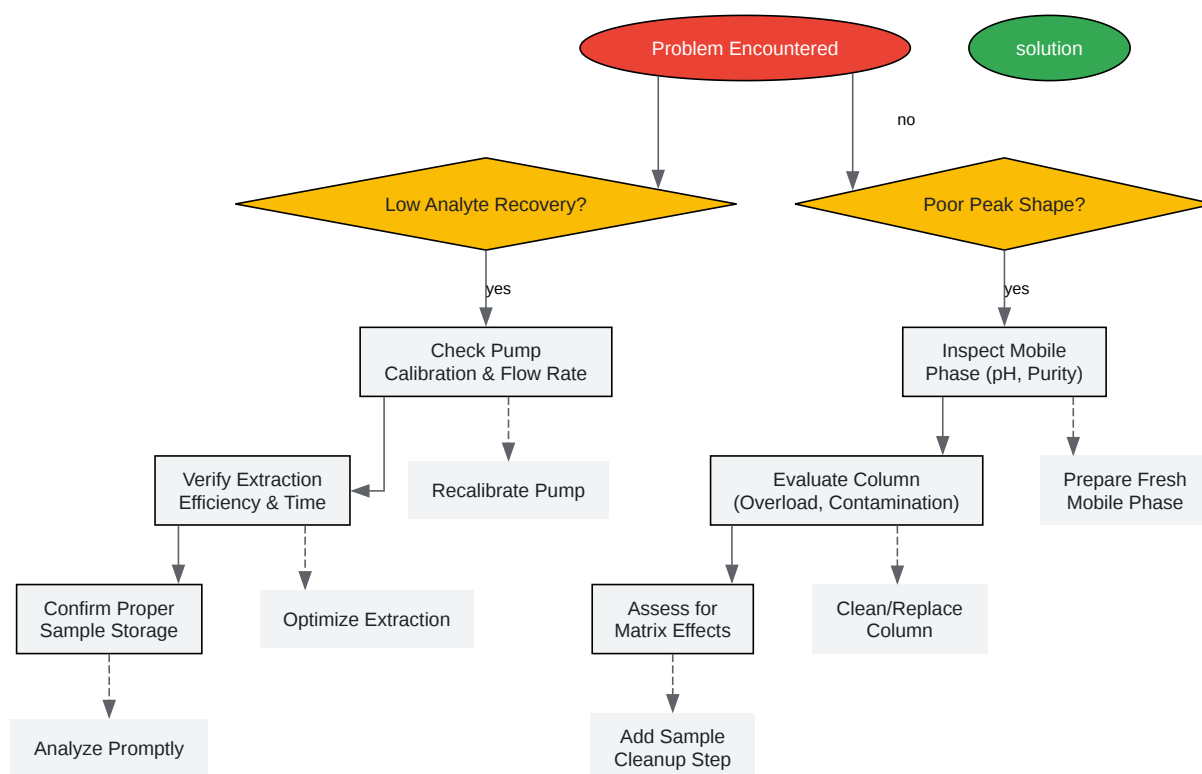 Problem Encountered
solution
no
Low Analyte Recovery?
Poor Peak Shape?
yes
yes
Check Pump
Calibration & Flow Rate
Inspect Mobile
Phase (pH, Purity)
Verify Extraction
Efficiency & Time
Recalibrate Pump
Evaluate Column
(Overload, Contamination)
Prepare Fresh
Mobile Phase
Confirm Proper
Sample Storage
Optimize Extraction
Assess for
Matrix Effects
Clean/Replace
Column
Analyze Promptly
Add Sample
Cleanup Step